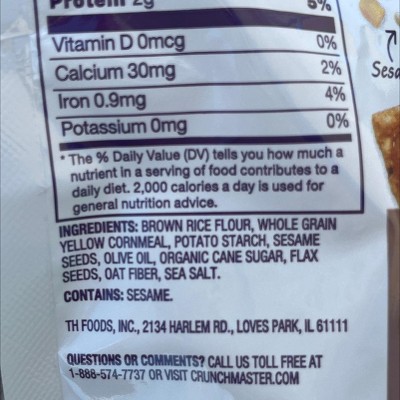 Protein 2g 5%
Vitamin D 0mcg 0%
Calcium 30mg 2%
Iron 0.9mg 4%
Potassium 0mg 0%
* The % Daily Value (DV) tells you how much a
nutrient in a serving of food contributes to a
daily diet. 2,000 calories a day is used for
general nutrition advice.
INGREDIENTS: BROWN RICE FLOUR, WHOLE GRAIN
YELLOW CORNMEAL, POTATO STARCH, SESAME
SEEDS, OLIVE OIL, ORGANIC CANE SUGAR, FLAX
SEEDS, OAT FIBER, SEA SALT.
CONTAINS: SESAME.
TH FOODS, INC., 2134 HARLEM RD., LOVES PARK, IL 61111
QUESTIONS OR COMMENTS? CALL US TOLL FREE AT
1-886-574-7737 OR VISIT CRUNCHMASTER.COM